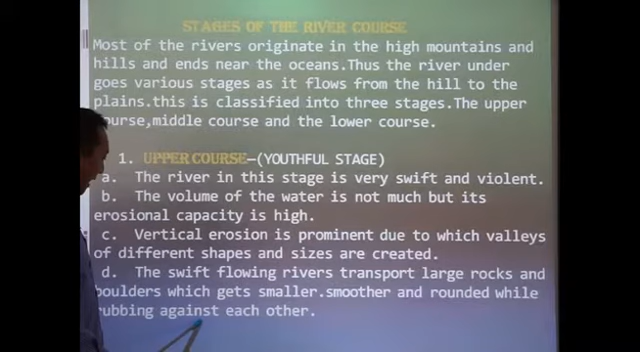 STAGES OF THE RIVER COURSE
Most of the rivers originate in the high mountains and
hills and ends near the oceans.Thus the river under
goes various stages as it flows from the hill to the
plains.this is classified into three stages.The upper
course,middle course and the lower course.
1. UPPER COURSE–(YOUTHFUL STAGE)
a. The river in this stage is very swift and violent.
b. The volume of the water is not much but its
erosional capacity is high.
c. Vertical erosion is prominent due to which valleys
of different shapes and sizes are created.
d. The swift flowing rivers transport large rocks and
boulders which gets smaller.smoother and rounded while
rubbing against each other.